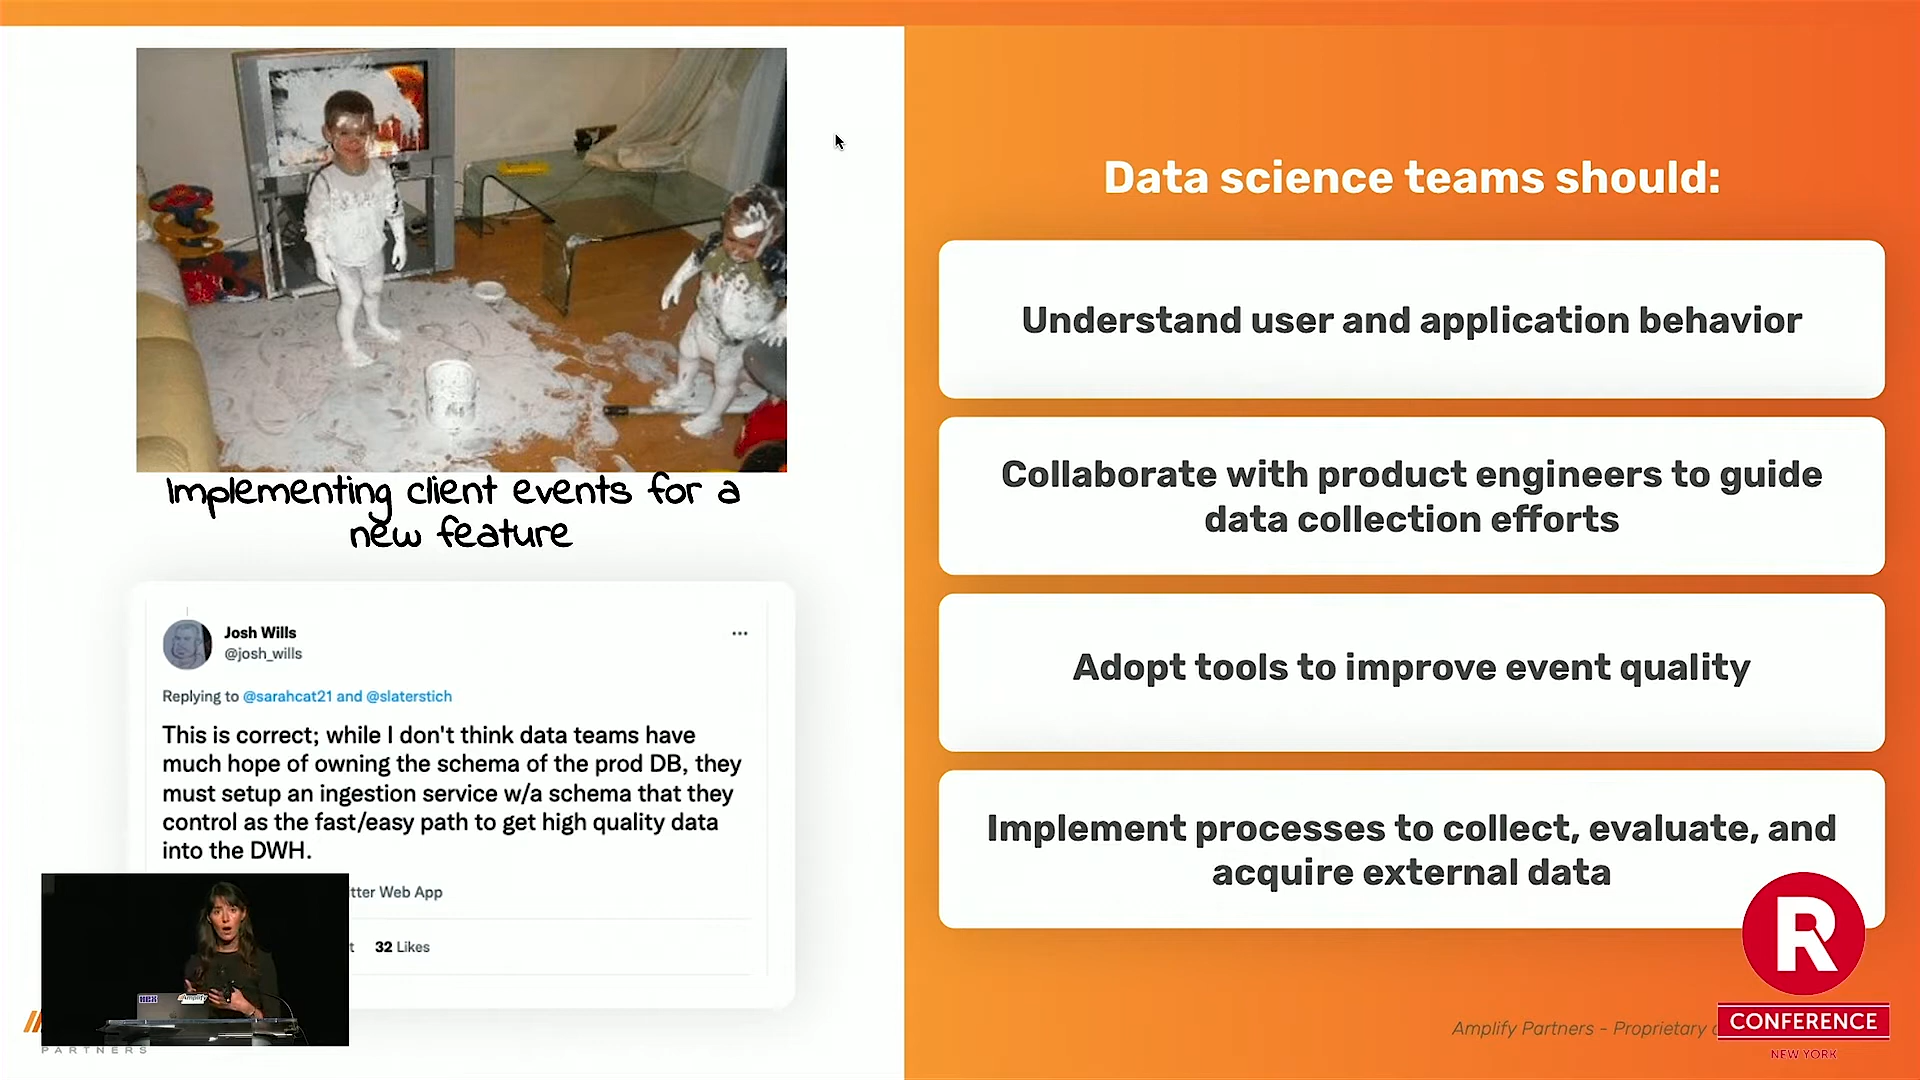 Implementing client events for a
new feature
Josh Wills
@josh_wills
Replying to @sarahcat21 and @slaterstich
This is correct; while I don't think data teams have
much hope of owning the schema of the prod DB, they
must setup an ingestion service w/a schema that they
control as the fast/easy path to get high quality data
into the DWH.
Web App
32 Likes
HEX
Amplify
PARTNERS
Data science teams should:
Understand user and application behavior
Collaborate with product engineers to guide
data collection efforts
Adopt tools to improve event quality
Implement processes to collect, evaluate, and
acquire external data
Amplify Partners - Proprietary
R
CONFERENCE
NEW YORK